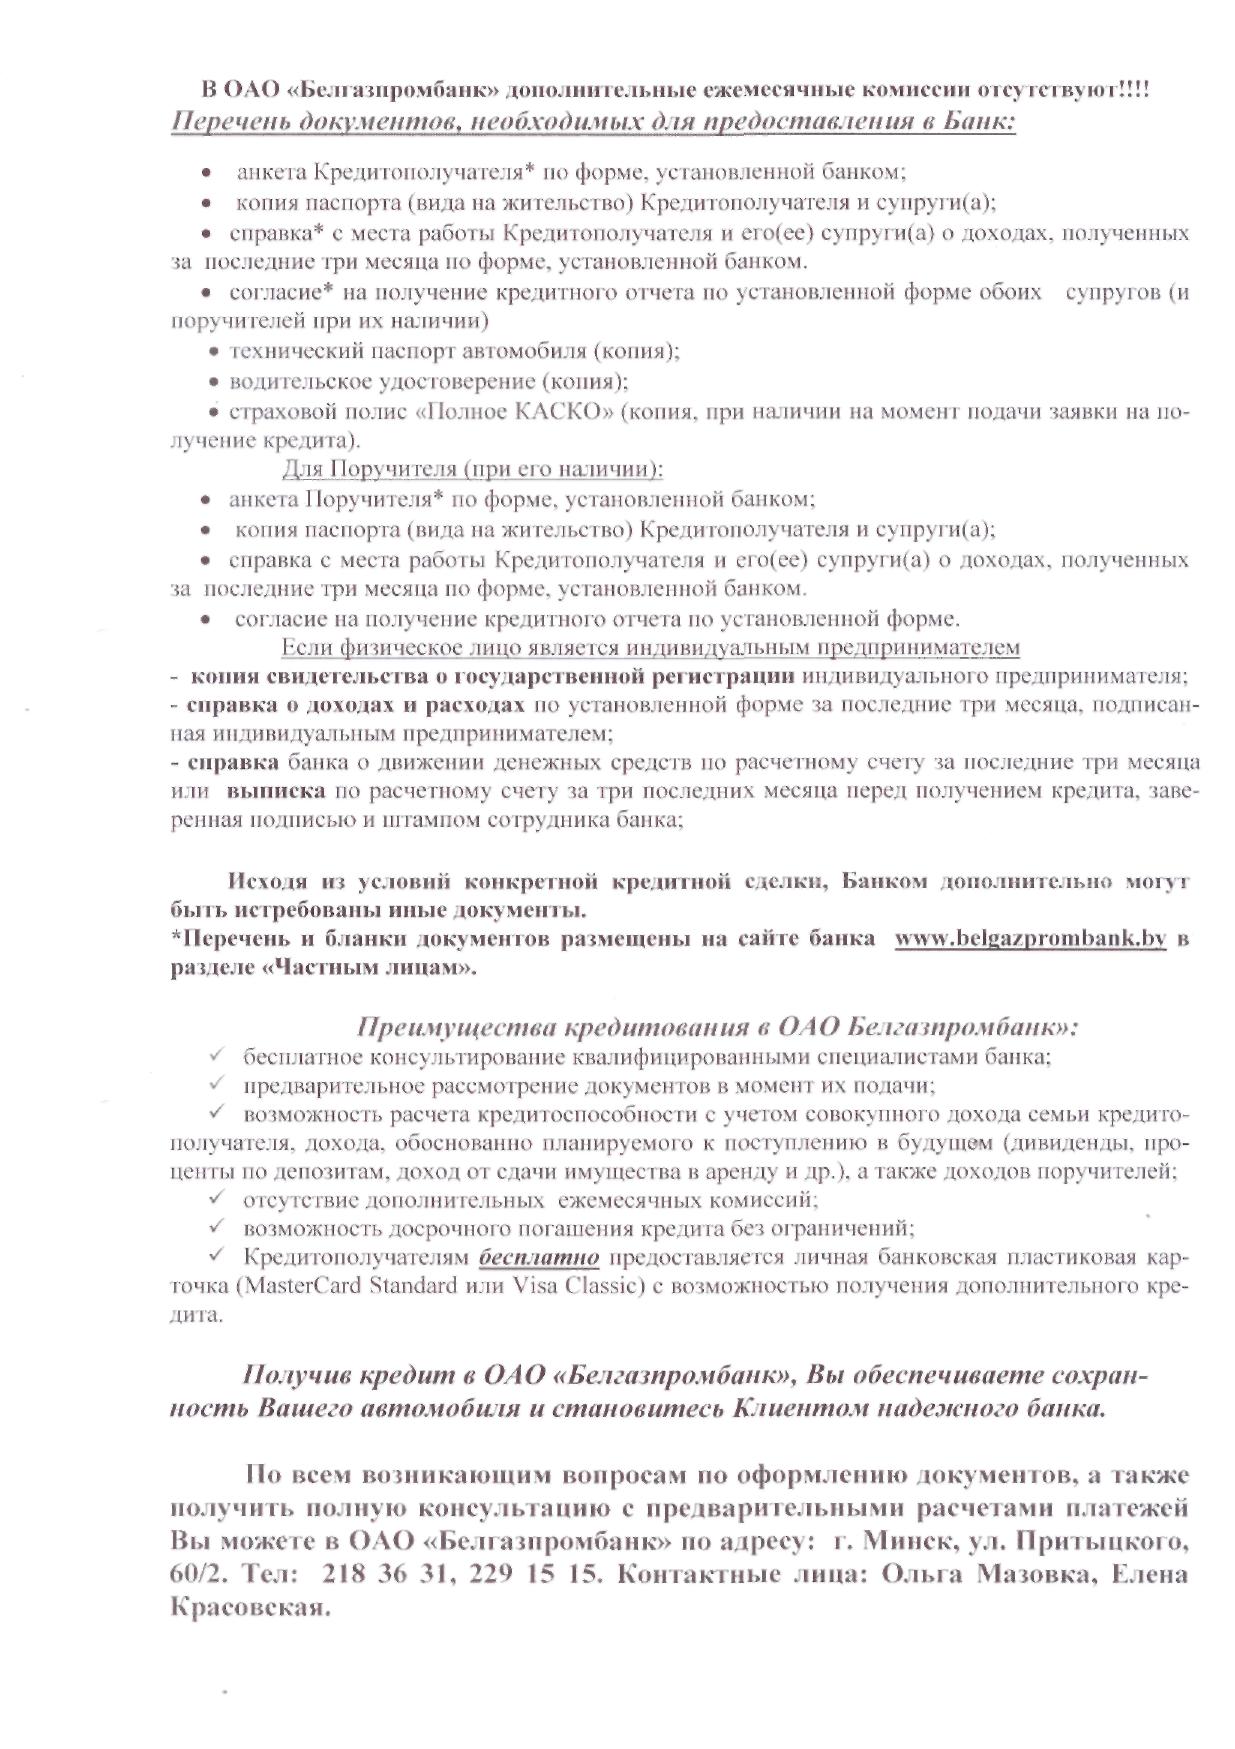 В ОАО «Белгазпромбанк» дополнительные ежемесячные комиссии отсутствуют!!!!
Перечень документов, необходимых для предоставления в Банк:
• анкета Кредитополучателя* по форме, установленной банком;
• копия паспорта (вида на жительство) Кредитополучателя и супруги(а);
• справка* с места работы Кредитополучателя и его(ее) супруги(а) о доходах, полученных
за последние три месяца по форме, установленной банком.
• согласие* на получение кредитного отчета по установленной форме обоих супругов (и
поручителей при их наличии)
• технический паспорт автомобиля (копия);
• водительское удостоверение (копия);
• страховой полис «Полное КАСКО» (копия, при наличии на момент подачи заявки на по-
лучение кредита).
Для Поручителя (при его наличии):
• анкета Поручителя* по форме, установленной банком;
• копия паспорта (вида на жительство) Кредитополучателя и супруги(а);
• справка с места работы Кредитополучателя и его(ее) супруги(а) о доходах, полученных
за последние три месяца по форме, установленной банком.
• согласие на получение кредитного отчета по установленной форме.
Если физическое лицо является индивидуальным предпринимателем
- копия свидетельства о государственной регистрации индивидуального предпринимателя;
- справка о доходах и расходах по установленной форме за последние три месяца, подписан-
ная индивидуальным предпринимателем;
- справка банка о движении денежных средств по расчетному счету за последние три месяца
или выписка по расчетному счету за три последних месяца перед получением кредита, заве-
ренная подписью и штампом сотрудника банка;
Исходя из условий конкретной кредитной сделки, Банком дополнительно могут
быть истребованы иные документы.
*Перечень и бланки документов размещены на сайте банка www.belgazprombank.by в
разделе «Частным лицам».
Преимущества кредитования в ОАО Белгазпромбанк»:
✓ бесплатное консультирование квалифицированными специалистами банка;
✓ предварительное рассмотрение документов в момент их подачи;
✓ возможность расчета кредитоспособности с учетом совокупного дохода семьи кредито-
получателя, дохода, обоснованно планируемого к поступлению в будущем (дивиденды, про-
центы по депозитам, доход от сдачи имущества в аренду и др.), а также доходов поручителей;
✓ отсутствие дополнительных ежемесячных комиссий;
✓ возможность досрочного погашения кредита без ограничений;
✓ Кредитополучателям бесплатно предоставляется личная банковская пластиковая кар-
точка (MasterCard Standard или Visa Classic) с возможностью получения дополнительного кре-
дита.
Получив кредит в ОАО «Белгазпромбанк», Вы обеспечиваете сохран-
ность Вашего автомобиля и становитесь Клиентом надежного банка.
По всем возникающим вопросам по оформлению документов, а также
получить полную консультацию с предварительными расчетами платежей
Вы можете в ОАО «Белгазпромбанк» по адресу: г. Минск, ул. Притыцкого,
60/2. Тел: 218 36 31, 229 15 15. Контактные лица: Ольга Мазовка, Елена
Красовская.